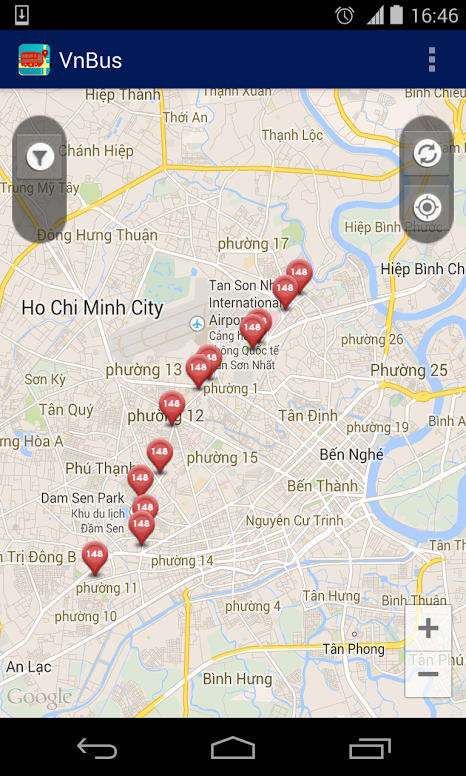 16:46
VnBus
Hiệp Thành
Thạnh Xuân
Thới An
Thạnh Lộc
Chánh Hiệp
Trung Mỹ Tây
Đông Hưng Thuận
phường 17
Hiệp Bình Phước
Hiệp Bình Ch
148
148
Tan Son Nh
International
Airpor
Ho Chi Minh City
148
Cảng h
hông Quốc tế
ân Sơn Nhất
phường 26
phường 13
148
148
phường 1
Phường 25
Sơn Kỳ
Tân Quý
148
phường 12
Tân Định
phường 19
Bình A
ng Hòa A
148
phường 15
Bến Nghé
Phú Thạnh
148
Bến Thành
Dam Sen Park
Khu du lịch
Đầm Sen
148
148
Nguyễn Cư Trinh
n Trị Đông B
148
phường 14
Tân Th
phường 11
phường 10
phường 4
Tân Hưng
Bình Thuận
+
An Lạc
Tân Phong
Tân Phú
Bình Hưng
−
Google